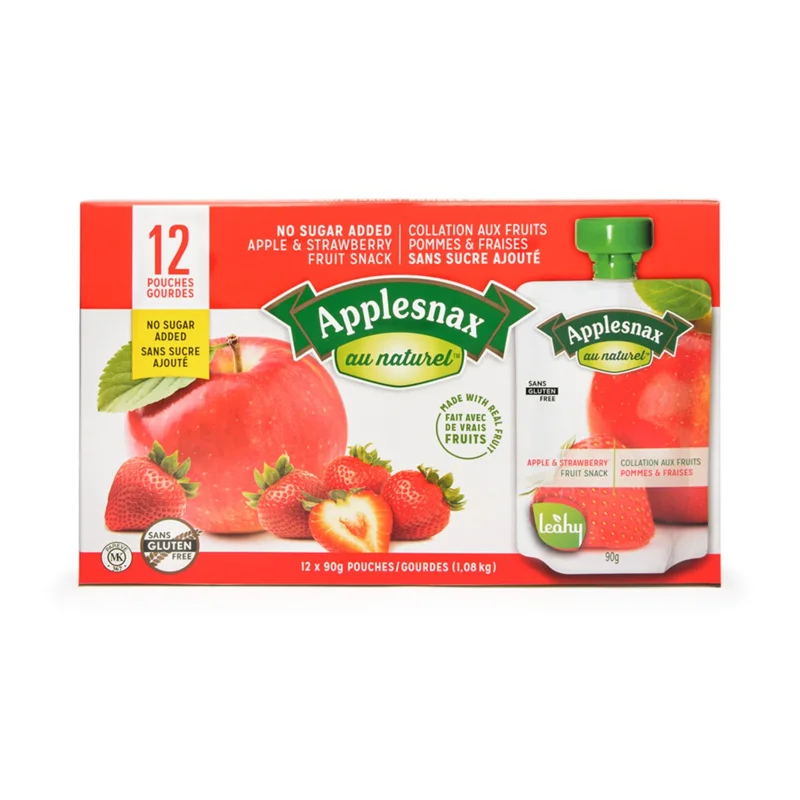 12
POUCHES
GOURDES
NO SUGAR
ADDED
SANS SUCRE
AJOUTÉ
NO SUGAR ADDED
APPLE & STRAWBERRY
FRUIT SNACK
COLLATION AUX FRUITS
POMMES & FRAISES
SANS SUCRE AJOUTÉ
Applesnax
au naturel™
MADE WITH REAL FRUIT
FAIT AVEC
DE VRAIS
FRUITS
PAREVE
MK
SANS
GLUTEN
FREE
12 x 90g POUCHES/GOURDES (1,08 kg)
Applesnax
au naturel™
SANS
GLUTEN
FREE
APPLE & STRAWBERRY
FRUIT SNACK
COLLATION AUX FRUITS
POMMES & FRAISES
leahy
90g